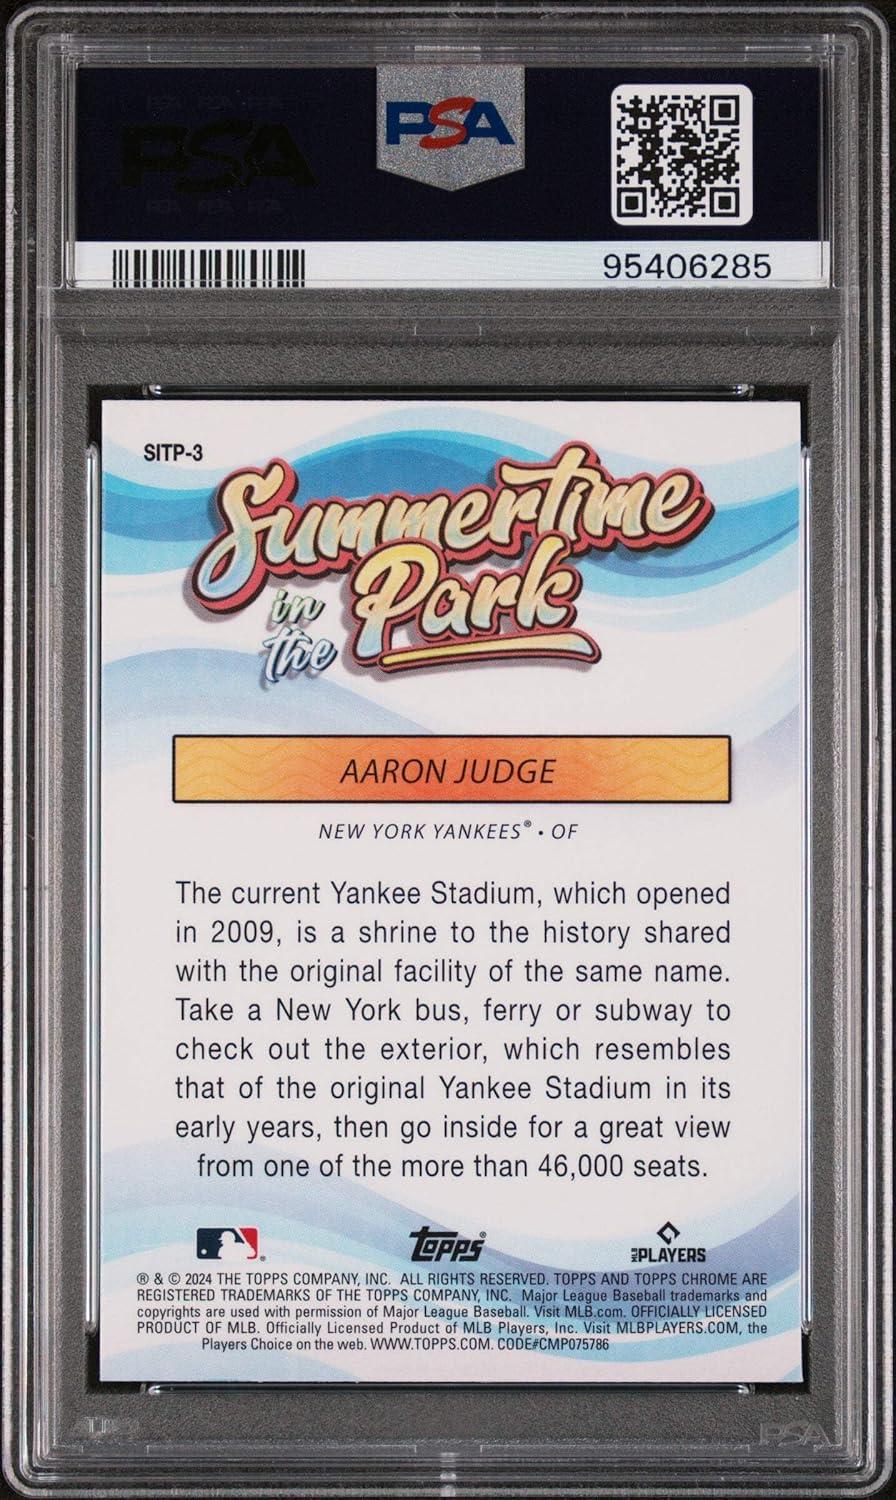 PSA
PSA
95406285
SITP-3
Summertime
in the
Park
AARON JUDGE
NEW YORK YANKEES® • OF
The current Yankee Stadium, which opened
in 2009, is a shrine to the history shared
with the original facility of the same name.
Take a New York bus, ferry or subway to
check out the exterior, which resembles
that of the original Yankee Stadium in its
early years, then go inside for a great view
from one of the more than 46,000 seats.
Topps®
MLB PLAYERS
® & © 2024 THE TOPPS COMPANY, INC. ALL RIGHTS RESERVED. TOPPS AND TOPPS CHROME ARE
REGISTERED TRADEMARKS OF THE TOPPS COMPANY, INC. Major League Baseball trademarks and
copyrights are used with permission of Major League Baseball. Visit MLB.com. OFFICIALLY LICENSED
PRODUCT OF MLB. Officially Licensed Product of MLB Players, Inc. Visit MLBPLAYERS.COM, the
Players Choice on the web. WWW.TOPPS.COM. CODE#CMP075786
PSA